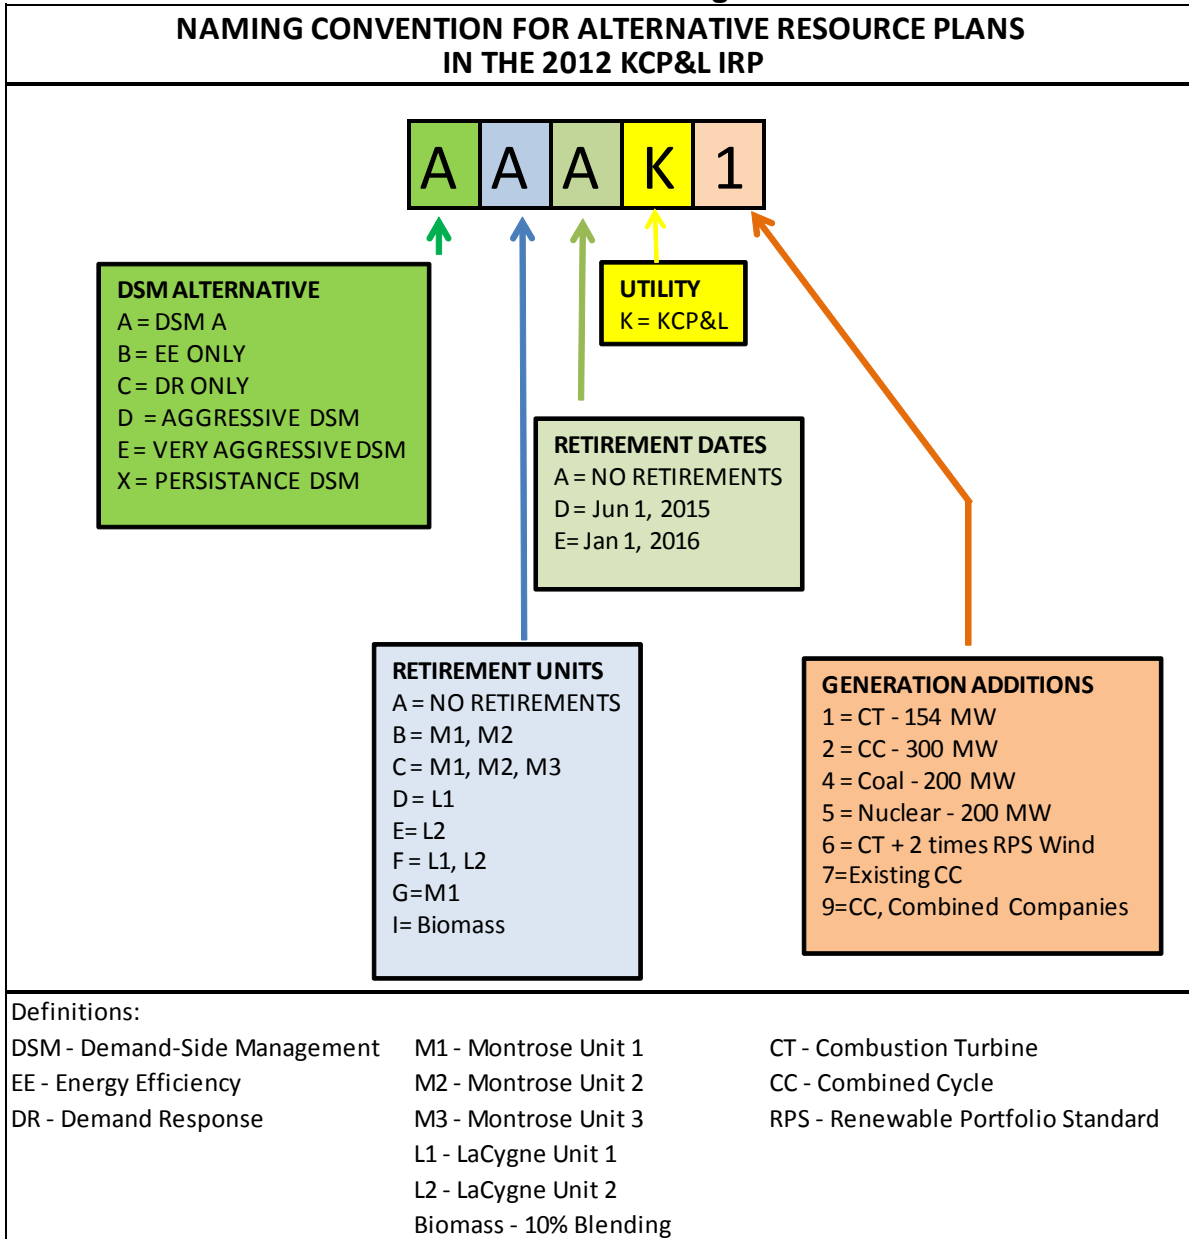 NAMING CONVENTION FOR ALTERNATIVE RESOURCE PLANS
IN THE 2012 KCP&L IRP
A A A K 1
DSM ALTERNATIVE
A = DSM A
B = EE ONLY
C = DR ONLY
D = AGGRESSIVE DSM
E = VERY AGGRESSIVE DSM
X = PERSISTANCE DSM
UTILITY
K = KCP&L
RETIREMENT DATES
A = NO RETIREMENTS
D = Jun 1, 2015
E= Jan 1, 2016
RETIREMENT UNITS
A = NO RETIREMENTS
B = M1, M2
C = M1, M2, M3
D = L1
E= L2
F = L1, L2
G=M1
I= Biomass
GENERATION ADDITIONS
1 = CT - 154 MW
2 = CC - 300 MW
4 = Coal - 200 MW
5 = Nuclear - 200 MW
6 = CT + 2 times RPS Wind
7=Existing CC
9=CC, Combined Companies
Definitions:
DSM - Demand-Side Management
EE - Energy Efficiency
DR - Demand Response
M1 - Montrose Unit 1
M2 - Montrose Unit 2
M3 - Montrose Unit 3
L1 - LaCygne Unit 1
L2 - LaCygne Unit 2
Biomass - 10% Blending
CT - Combustion Turbine
CC - Combined Cycle
RPS - Renewable Portfolio Standard